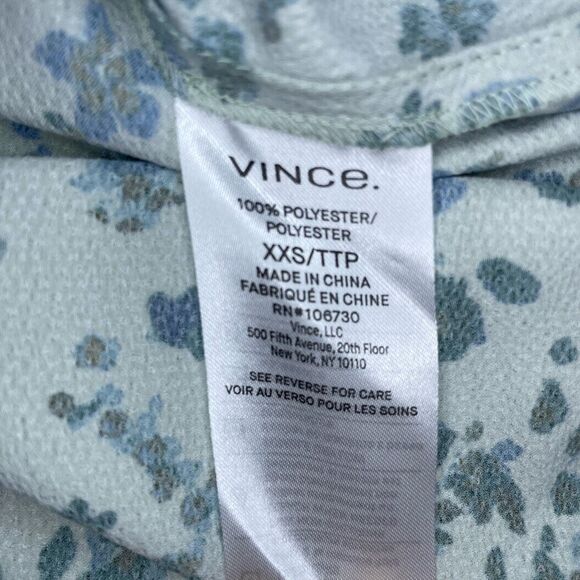 VINCe.
100% POLYESTER/
POLYESTER
XXS/TTP
MADE IN CHINA
FABRIQUÉ EN CHINE
RN#106730
Vince, LLC
500 Fifth Avenue, 20th Floor
New York, NY 10110
SEE REVERSE FOR CARE
VOIR AU VERSO POUR LES SOINS